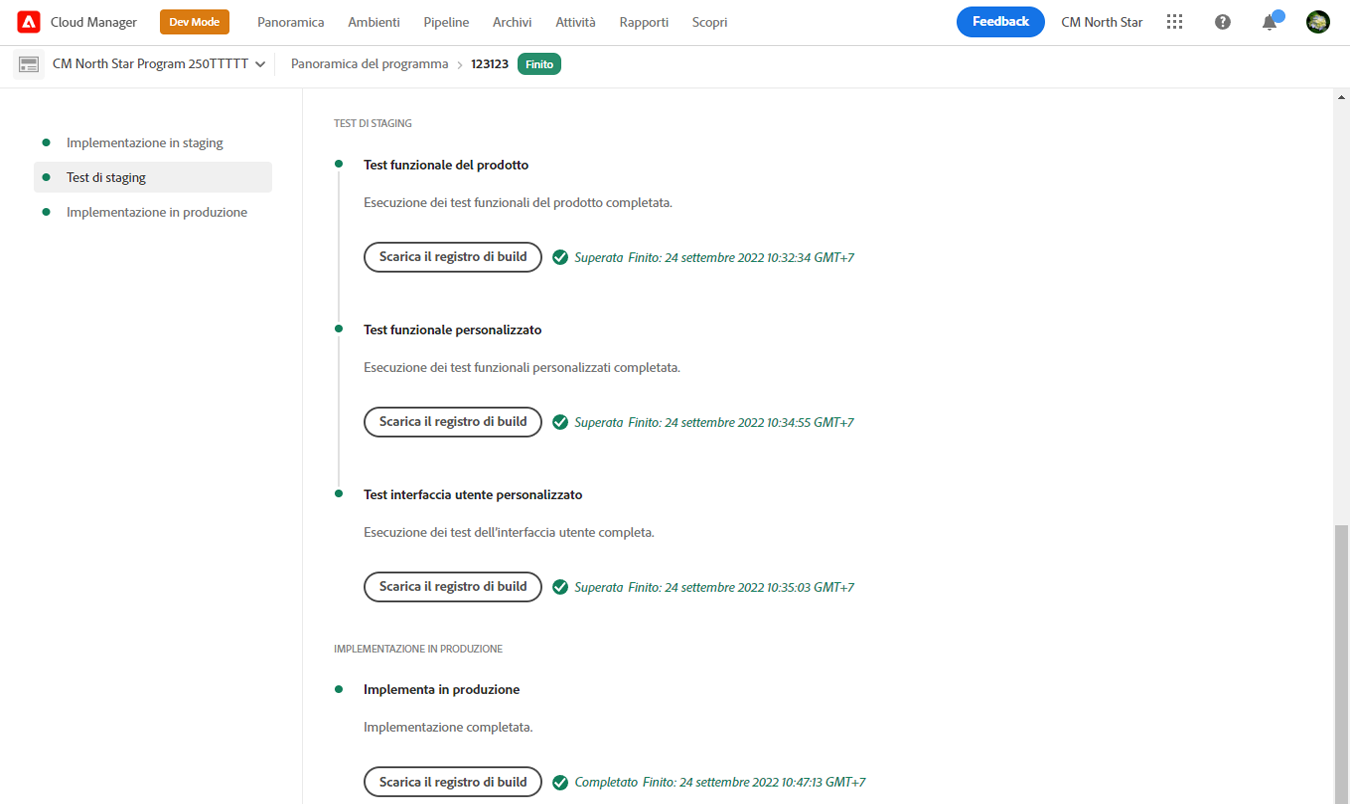 Cloud Manager Dev Mode Panoramica Ambienti Pipeline Archivi Attività Rapporti Scopri Feedback CM North Star
CM North Star Program 250TTTTT Panoramica del programma > 123123 Finito
Implementazione in staging
Test di staging
Implementazione in produzione
TEST DI STAGING
Test funzionale del prodotto
Esecuzione dei test funzionali del prodotto completata.
Scarica il registro di build Superata Finito: 24 settembre 2022 10:32:34 GMT+7
Test funzionale personalizzato
Esecuzione dei test funzionali personalizzati completata.
Scarica il registro di build Superata Finito: 24 settembre 2022 10:34:55 GMT+7
Test interfaccia utente personalizzato
Esecuzione dei test dell'interfaccia utente completa.
Scarica il registro di build Superata Finito: 24 settembre 2022 10:35:03 GMT+7
IMPLEMENTAZIONE IN PRODUZIONE
Implementa in produzione
Implementazione completata.
Scarica il registro di build Completato Finito: 24 settembre 2022 10:47:13 GMT+7